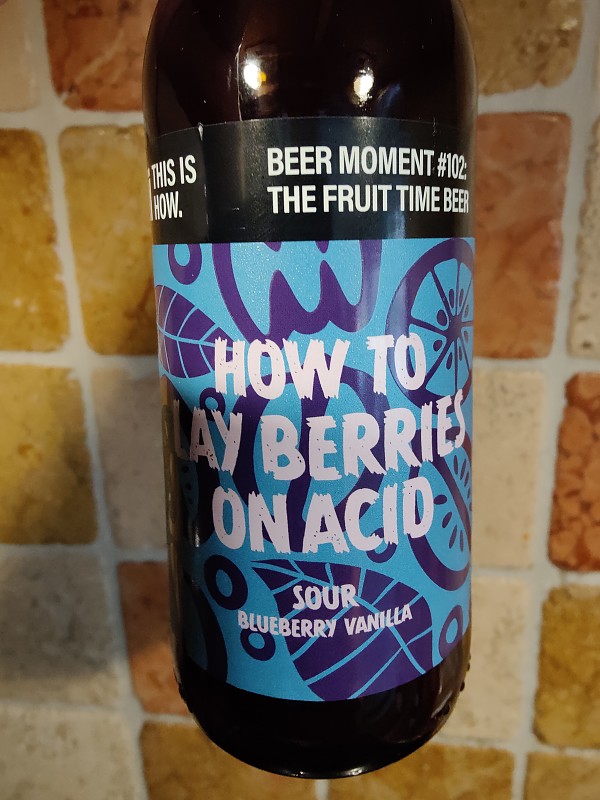 THIS IS
HOW.
BEER MOMENT #102:
THE FRUIT TIME BEER
HOW TO
LAY BERRIES
ON ACID
SOUR
BLUEBERRY VANILLA